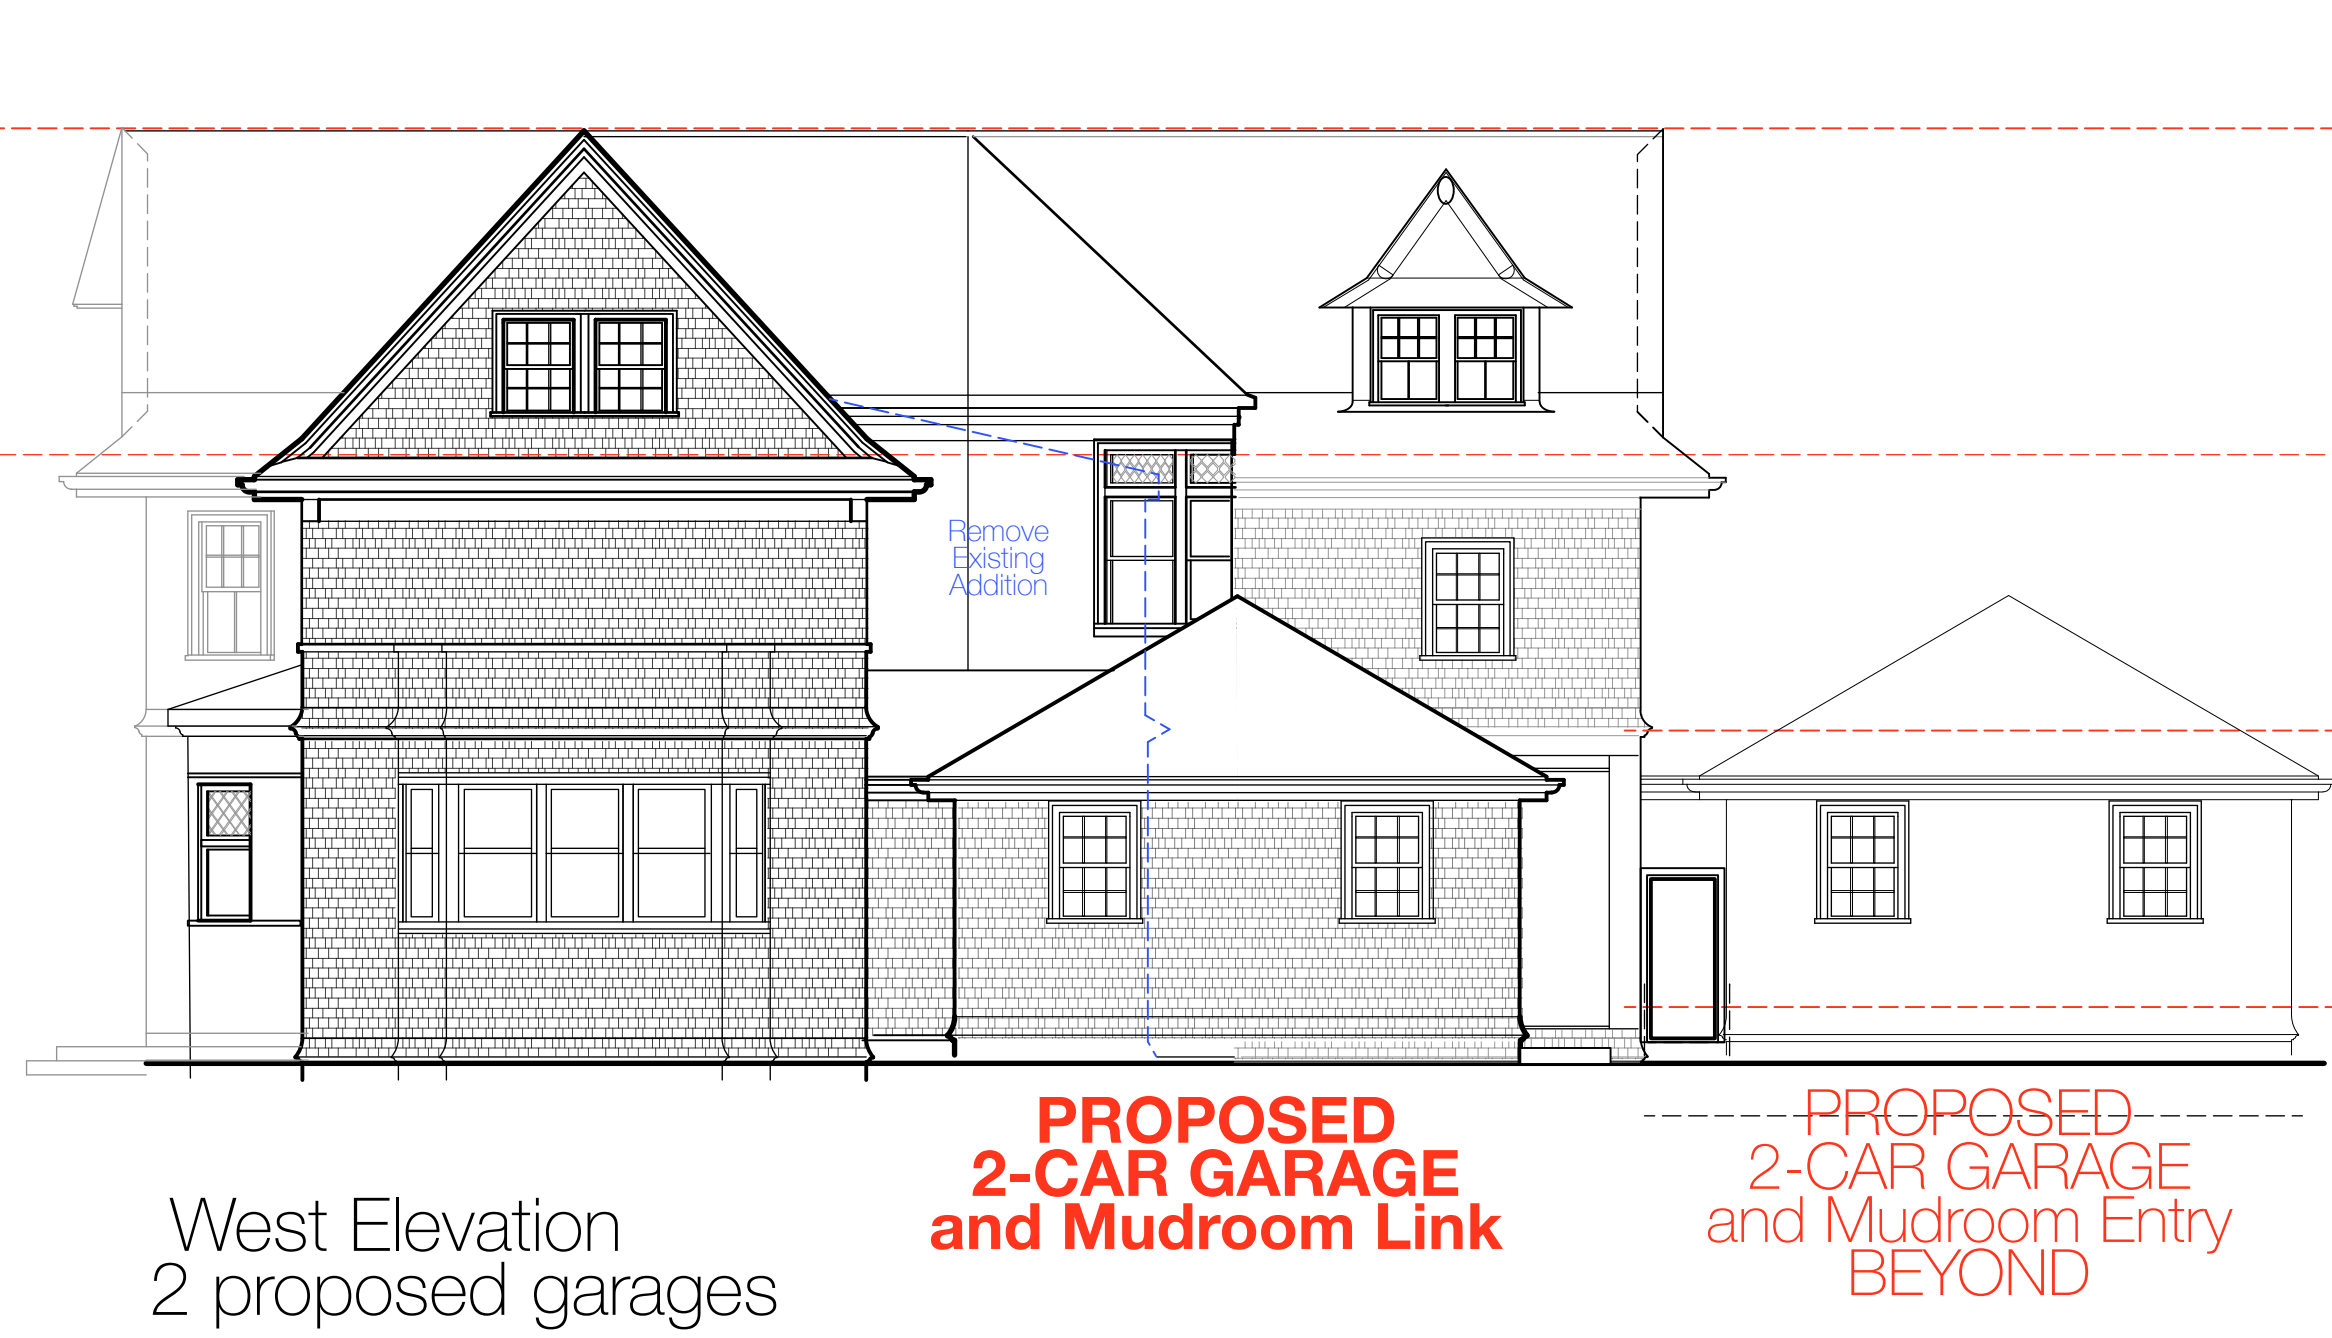 Remove
Existing
Addition
PROPOSED
2-CAR GARAGE
and Mudroom Link
PROPOSED
2-CAR GARAGE
and Mudroom Entry
BEYOND
West Elevation
2 proposed garages